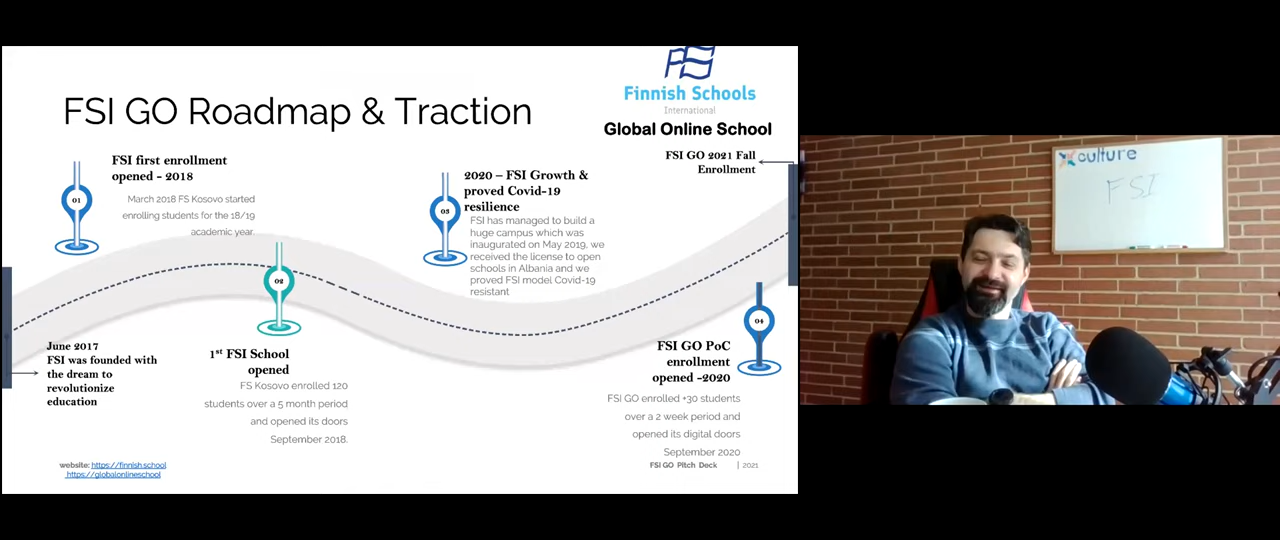 FSI GO Roadmap & Traction
Finnish Schools
International
Global Online School
FSI first enrollment
opened - 2018
01
March 2018 FS Kosovo started
enrolling students for the 18/19
academic year.
02
2020 – FSI Growth &
proved Covid-19
resilience
03
FSI has managed to build a
huge campus which was
inaugurated on May 2019, we
received the license to open
schools in Albania and we
proved FSI model Covid-19
resistant
FSI GO 2021 Fall
Enrollment
June 2017
FSI was founded with
the dream to
revolutionize
education
1st FSI School
opened
FS Kosovo enrolled 120
students over a 5 month period
and opened its doors
September 2018.
04
FSI GO PoC
enrollment
opened -2020
FSI GO enrolled +30 students
over a 2 week period and
opened its digital doors
September 2020
website: https://finnish.school
https://globalonlineschool
FSI GO Pitch Deck | 2021
culture
FSI